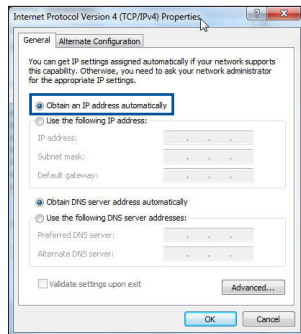 Internet Protocol Version 4 (TCP/IPv4) Properties
General
Alternate Configuration
You can get IP settings assigned automatically if your network supports
this capability. Otherwise, you need to ask your network administrator
for the appropriate IP settings.
Obtain an IP address automatically
Use the following IP address:
IP address:
Subnet mask:
Default gateway:
Obtain DNS server address automatically
Use the following DNS server addresses:
Preferred DNS server:
Alternate DNS server:
Validate settings upon exit
Advanced...
OK
Cancel